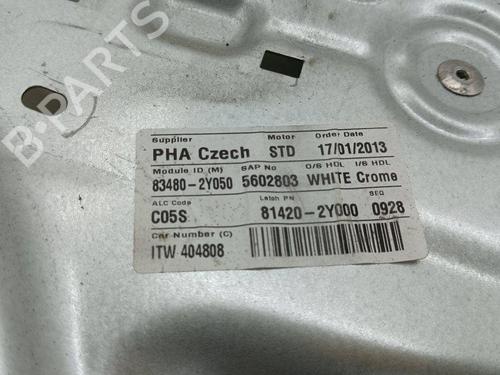 B-PARTS
Supplier Motor Order Date
PHA Czech STD 17/01/2013
Module ID (M) SAP No O/S HDL I/S HDL
83480-2Y050 5602803 WHITE Crome
ALC Code Latch PN SEQ
C05S 81420-2Y000 0928
Car Number (C)
ITW 404808